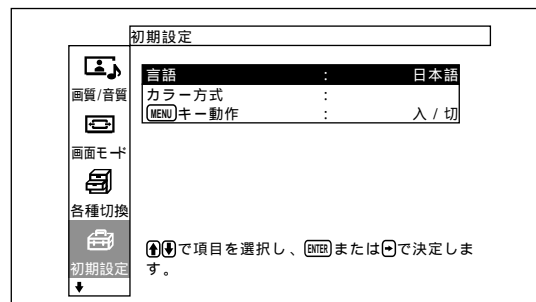 初期設定
画質/音質
画面モード
各種切換
初期設定
言語 : 日本語
カラー方式 :
MENUキー動作 : 入 / 切
で項目を選択し、ENTERまたはで決定しま
す。